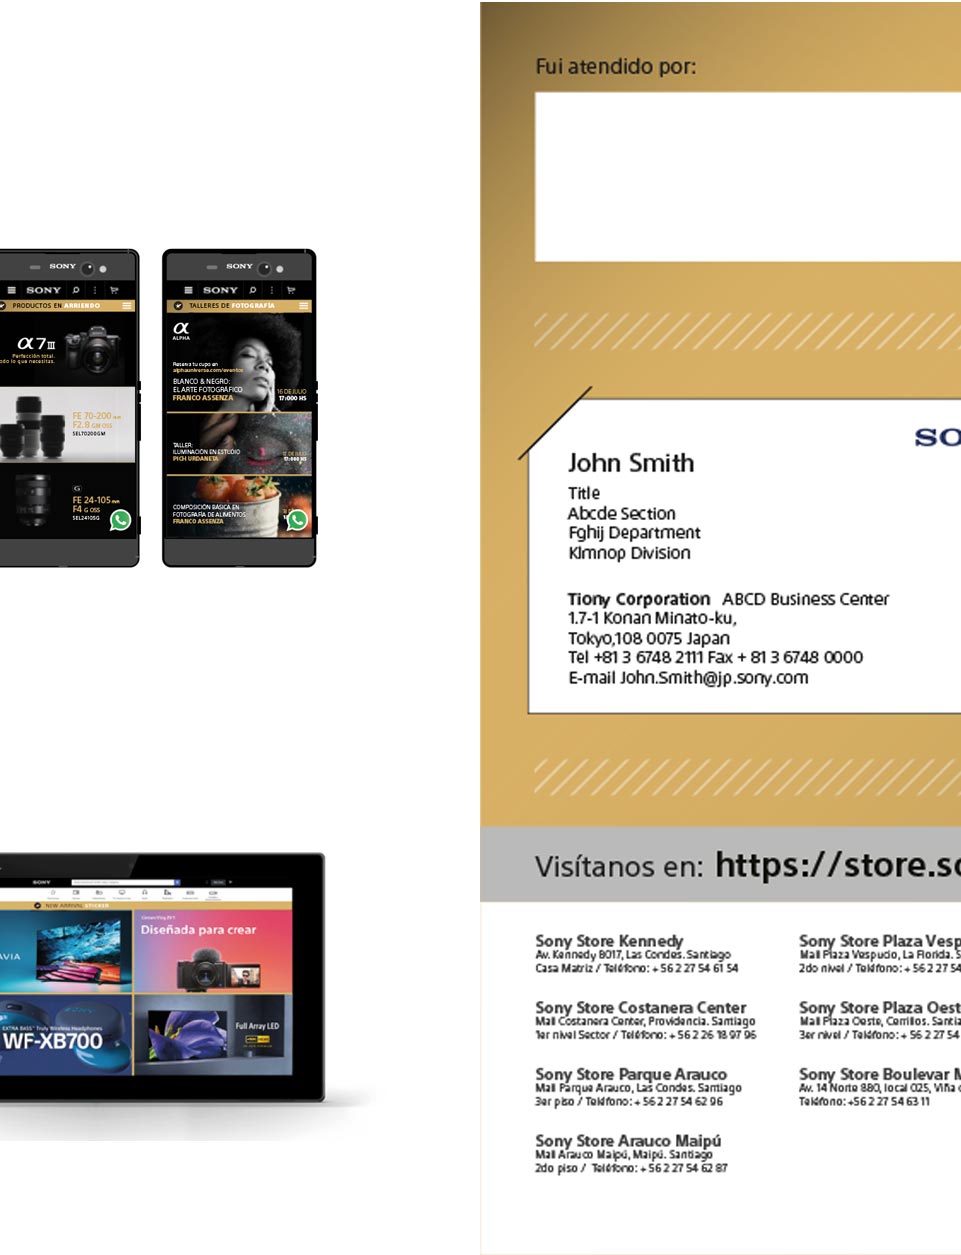 SONY
SONY
PRODUCTOS EN ARRIENDO
α7III
Perfección total.
odo lo que necesitas.
FE 70-200 mm
F2.8 GM OSS
SEL70200GM
G
FE 24-105 mm
F4 G OSS
SEL24105G
SONY
SONY
TALLERES DE FOTOGRAFÍA
α
ALPHA
Reserva tu cupo en
alphauniversa.com/eventos
BLANCO & NEGRO:
EL ARTE FOTOGRÁFICO
FRANCO ASSENZA
16 DE JULIO
17:000 HS
TALLER:
ILUMINACIÓN EN ESTUDIO
PICH URDANETA
17:000 HS
COMPOSICIÓN BÁSICA EN
FOTOGRAFÍA DE ALIMENTOS
FRANCO ASSENZA
SONY
NEW ARRIVAL STICKER
AVIA
Diseñada para crear
EXTRA BASS™ Truly Wireless Headphones
WF-XB700
Full Array LED
Fui atendido por:
SO
John Smith
Title
Abcde Section
Fghij Department
Klmnop Division
Tiony Corporation ABCD Business Center
1.7-1 Konan Minato-ku,
Tokyo,108 0075 Japan
Tel +81 3 6748 2111 Fax + 81 3 6748 0000
E-mail John.Smith@jp.sony.com
Visítanos en: https://store.so
Sony Store Kennedy
Av. Kennedy 8017, Las Condes. Santiago
Casa Matriz / Teléfono: + 56 2 27 54 61 54
Sony Store Costanera Center
Mall Costanera Center, Providencia. Santiago
1er nivel Sector / Teléfono: + 56 2 26 18 97 96
Sony Store Parque Arauco
Mall Parque Arauco, Las Condes. Santiago
3er piso / Teléfono: + 56 2 27 54 62 96
Sony Store Arauco Maipú
Mall Arauco Maipú, Maipú. Santiago
2do piso / Teléfono: + 56 2 27 54 62 87
Sony Store Plaza Vesp
Mall Plaza Vespucio, La Florida. S
2do nivel / Teléfono: + 56 2 27 54
Sony Store Plaza Oest
Mall Plaza Oeste, Cerrillos. Santia
3er nivel / Teléfono: + 56 2 27 54
Sony Store Boulevar M
Av. 14 Norte 880, local 025, Viña
Teléfono: +56 2 27 54 63 11